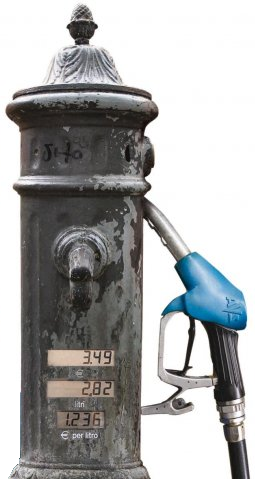 3.49
€
2,82
litri
1.236
€ per litro